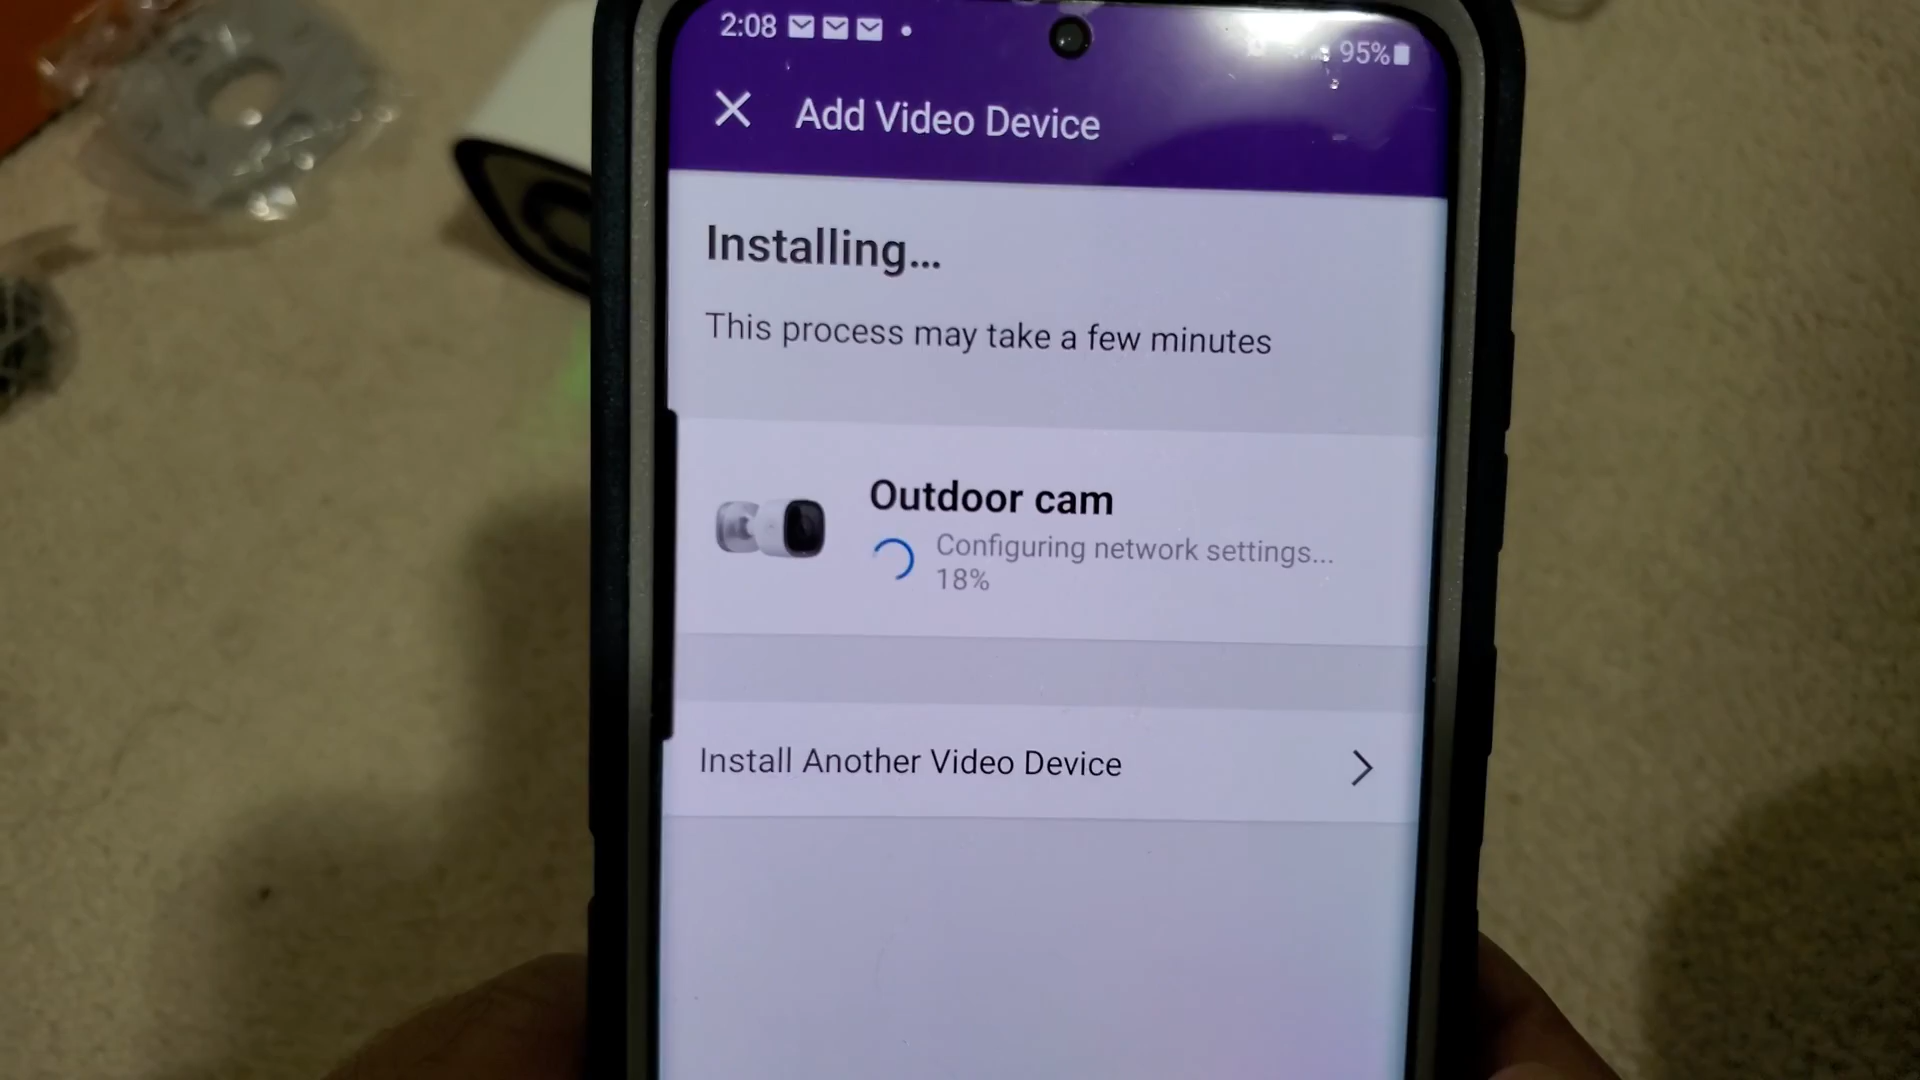 2:08
95%
Add Video Device
Installing...
This process may take a few minutes
Outdoor cam
Configuring network settings...
18%
Install Another Video Device